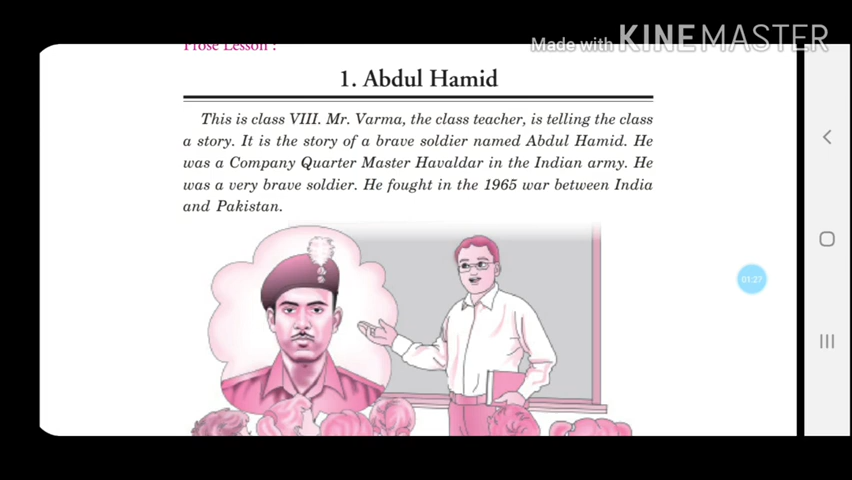 Prose Lesson :
Made with KINEMASTER
1. Abdul Hamid
This is class VIII. Mr. Varma, the class teacher, is telling the class
a story. It is the story of a brave soldier named Abdul Hamid. He
was a Company Quarter Master Havaldar in the Indian army. He
was a very brave soldier. He fought in the 1965 war between India
and Pakistan.
01:27